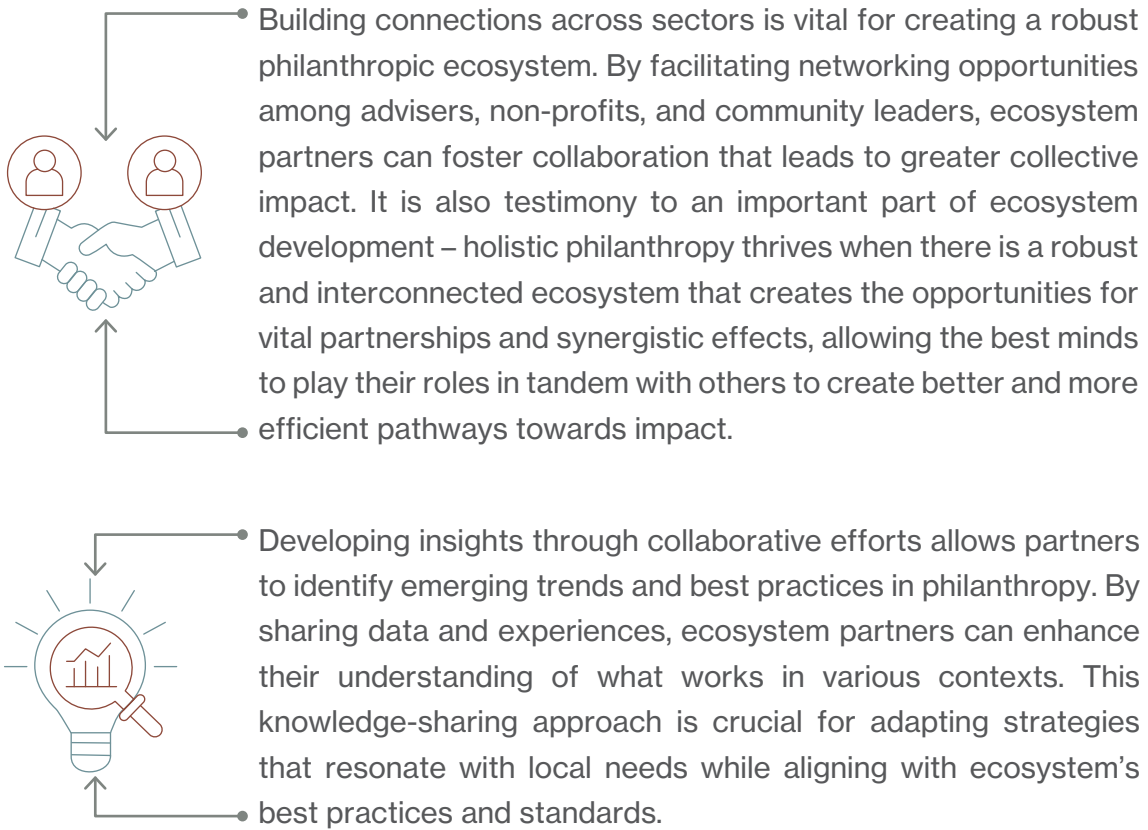 Building connections across sectors is vital for creating a robust
philanthropic ecosystem. By facilitating networking opportunities
among advisers, non-profits, and community leaders, ecosystem
partners can foster collaboration that leads to greater collective
impact. It is also testimony to an important part of ecosystem
development – holistic philanthropy thrives when there is a robust
and interconnected ecosystem that creates the opportunities for
vital partnerships and synergistic effects, allowing the best minds
to play their roles in tandem with others to create better and more
efficient pathways towards impact.
Developing insights through collaborative efforts allows partners
to identify emerging trends and best practices in philanthropy. By
sharing data and experiences, ecosystem partners can enhance
their understanding of what works in various contexts. This
knowledge-sharing approach is crucial for adapting strategies
that resonate with local needs while aligning with ecosystem’s
best practices and standards.